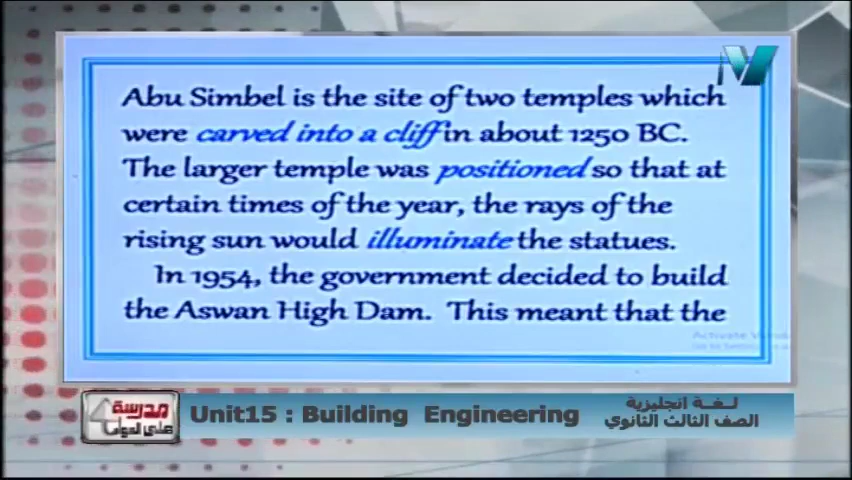 Abu Simbel is the site of two temples which
were carved into a cliff in about 1250 BC.
The larger temple was positioned so that at
certain times of the year, the rays of the
rising sun would illuminate the statues.
In 1954, the government decided to build
the Aswan High Dam. This meant that the
مدرسة
على الهواء
Unit15 : Building Engineering
لـغـة انجليزية
الصف الثالث الثانوي